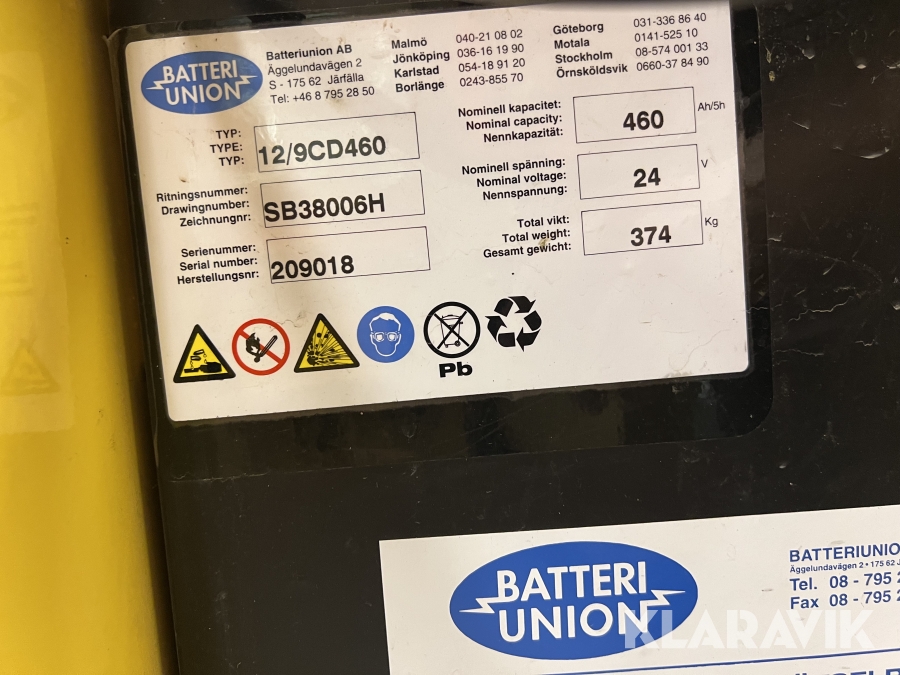 BATTERI
UNION
Batteriunion AB
Äggelundavägen 2
S - 175 62 Järfälla
Tel: +46 8 795 28 50
Malmö 040-21 08 02
Jönköping 036-16 19 90
Karlstad 054-18 91 20
Borlänge 0243-855 70
Göteborg 031-336 86 40
Motala 0141-525 10
Stockholm 08-574 001 33
Örnsköldsvik 0660-37 84 90
TYP:
TYPE:
TYP:
12/9CD460
Ritningsnummer:
Drawingnumber:
Zeichnungnr:
SB38006H
Serienummer:
Serial number:
Herstellungsnr:
209018
Nominell kapacitet:
Nominal capacity:
Nennkapazität:
460 Ah/5h
Nominell spänning:
Nominal voltage:
Nennspannung:
24 V
Total vikt:
Total weight:
Gesamt gewicht:
374 Kg
Pb
BATTERI
UNION
BATTERIUNIO
Äggelundavägen 2 • 175 62 J
Tel. 08 - 795 2
Fax 08 - 795 2
KLARAVIK